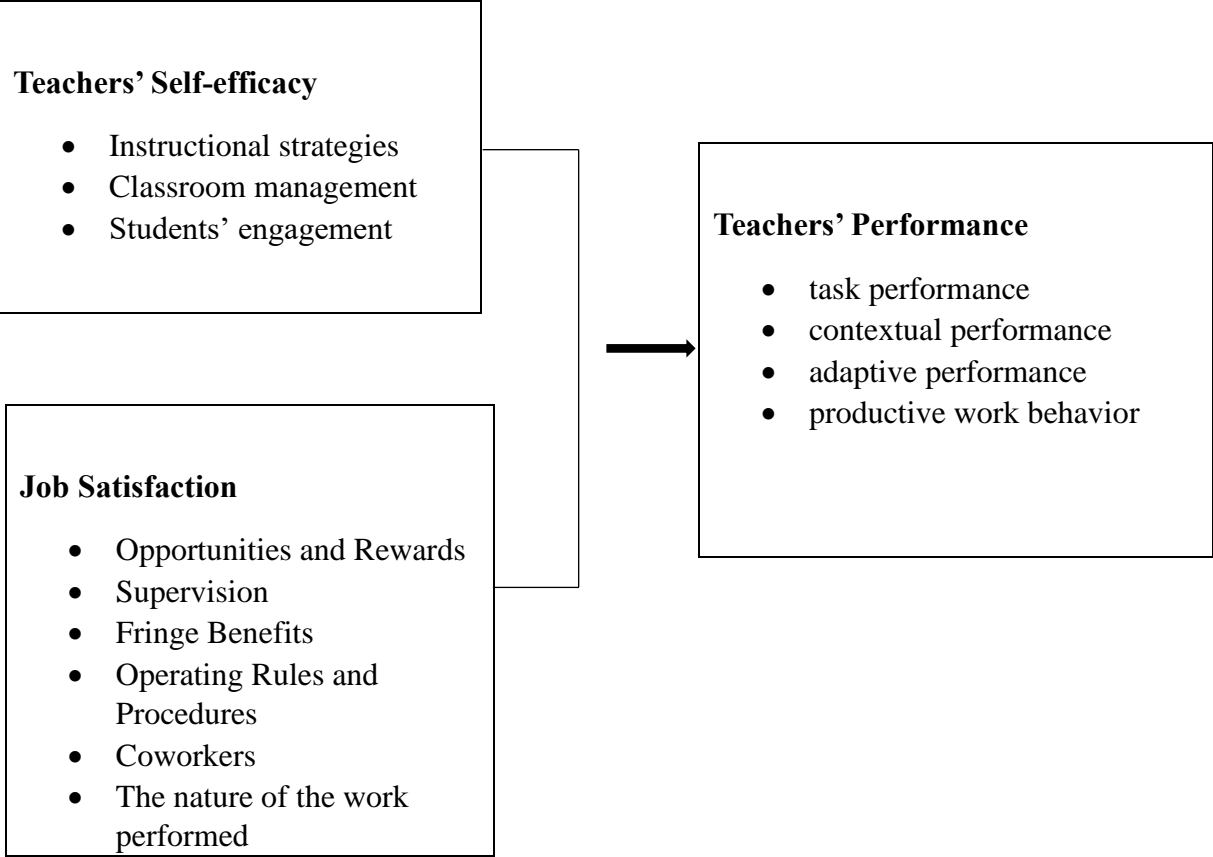 Teachers’ Self-efficacy
• Instructional strategies
• Classroom management
• Students’ engagement
Job Satisfaction
• Opportunities and Rewards
• Supervision
• Fringe Benefits
• Operating Rules and
Procedures
• Coworkers
• The nature of the work
performed
Teachers’ Performance
• task performance
• contextual performance
• adaptive performance
• productive work behavior